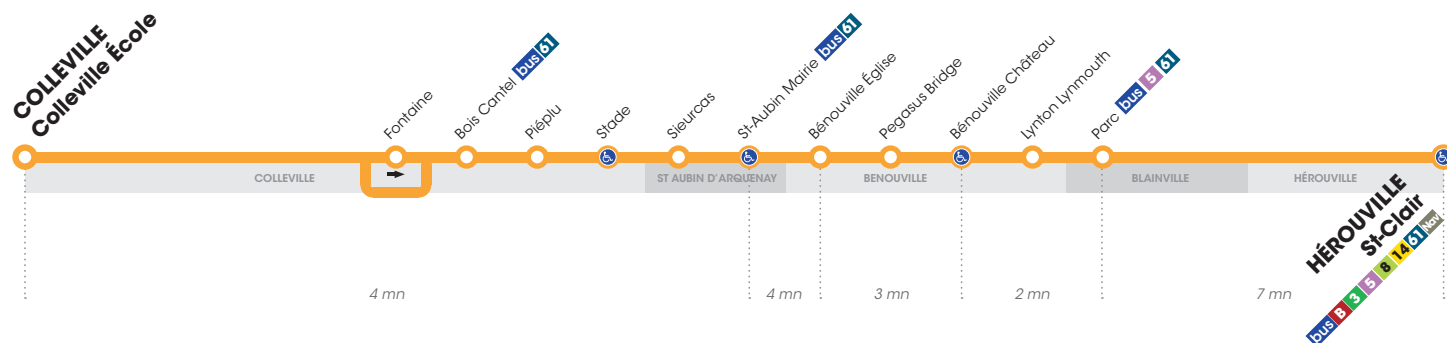 COLLEVILLE
Colleville École
Fontaine
Bois Cantel bus 61
Piéplu
Stade
Sieurcas
St-Aubin Mairie bus 61
Bénouville Église
Pegasus Bridge
Bénouville Château
Lynton Lynmouth
Parc bus 5 61
COLLEVILLE
ST AUBIN D'ARQUENAY
BENOUVILLE
BLAINVILLE
HÉROUVILLE
HÉROUVILLE
St-Clair
bus B 3 5 8 14 61 Nav
4 mn
4 mn
3 mn
2 mn
7 mn